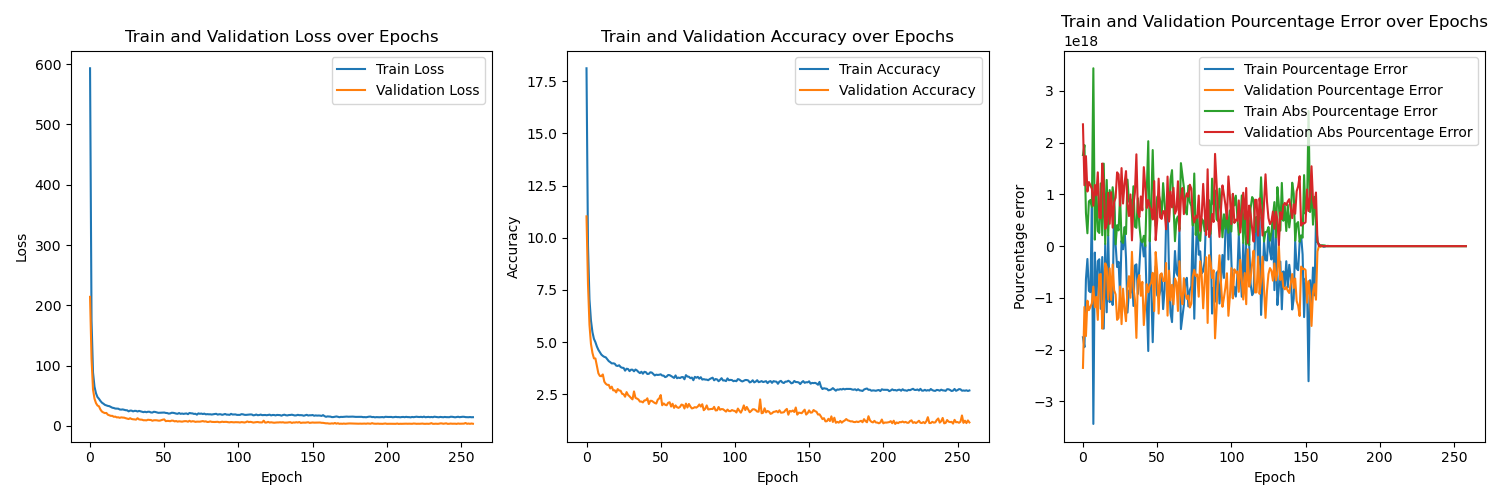 Train and Validation Loss over Epochs
Train Loss
Validation Loss
600
500
400
300
200
100
0
Loss
0 50 100 150 200 250
Epoch
Train and Validation Accuracy over Epochs
Train Accuracy
Validation Accuracy
17.5
15.0
12.5
10.0
7.5
5.0
2.5
Accuracy
0 50 100 150 200 250
Epoch
Train and Validation Pourcentage Error over Epochs
1e18
Train Pourcentage Error
Validation Pourcentage Error
Train Abs Pourcentage Error
Validation Abs Pourcentage Error
3
2
1
0
−1
−2
−3
Pourcentage error
0 50 100 150 200 250
Epoch